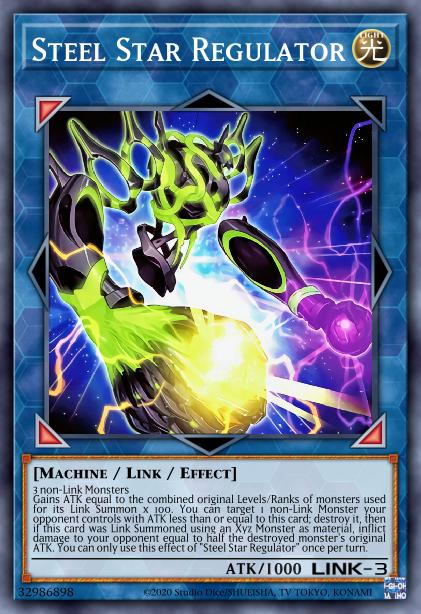 STEEL STAR REGULATOR
LIGHT
光
[MACHINE / LINK / EFFECT]
3 non-Link Monsters
Gains ATK equal to the combined original Levels/Ranks of monsters used
for its Link Summon x 100. You can target 1 non-Link Monster your
opponent controls with ATK less than or equal to this card; destroy it, then
if this card was Link Summoned using an Xyz Monster as material, inflict
damage to your opponent equal to half the destroyed monster's original
ATK. You can only use this effect of "Steel Star Regulator" once per turn.
ATK/1000 LINK-3
32986898 ©2020 Studio Dice/SHUEISHA, TV TOKYO, KONAMI